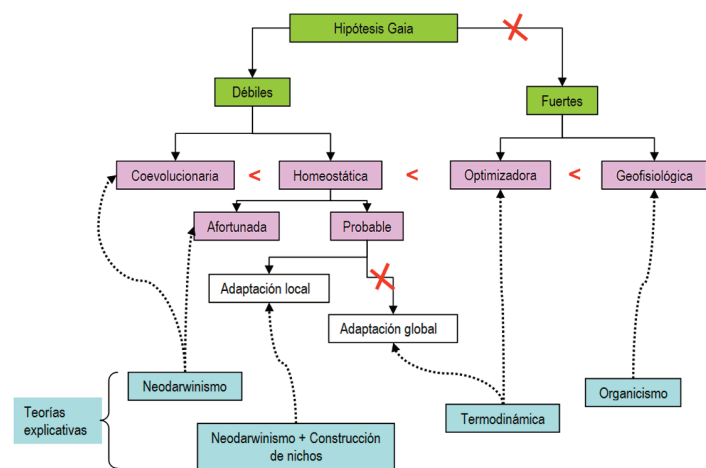 Hipótesis Gaia
Débiles
Fuertes
Coevolucionaria
<
Homeostática
<
Optimizadora
<
Geofisiológica
Afortunada
Probable
Adaptación local
Adaptación global
Neodarwinismo
Teorías
explicativas
Neodarwinismo + Construcción
de nichos
Termodinámica
Organicismo